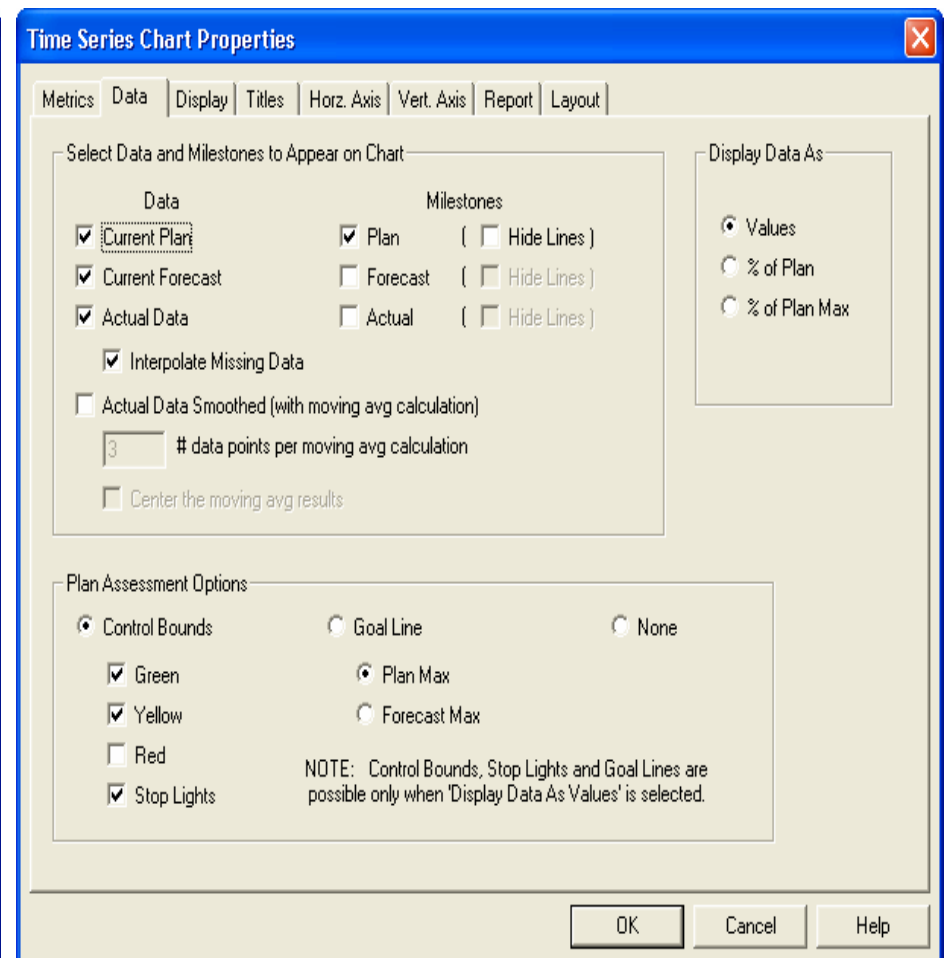 Time Series Chart Properties
Metrics Data Display Titles Horz. Axis Vert. Axis Report Layout
Select Data and Milestones to Appear on Chart
Data Milestones
Current Plan Plan ( Hide Lines )
Current Forecast Forecast ( Hide Lines )
Actual Data Actual ( Hide Lines )
Interpolate Missing Data
Actual Data Smoothed (with moving avg calculation)
3 # data points per moving avg calculation
Center the moving avg results
Display Data As
Values
% of Plan
% of Plan Max
Plan Assessment Options
Control Bounds Goal Line None
Green Plan Max
Yellow Forecast Max
Red
Stop Lights
NOTE: Control Bounds, Stop Lights and Goal Lines are
possible only when 'Display Data As Values' is selected.
OK Cancel Help